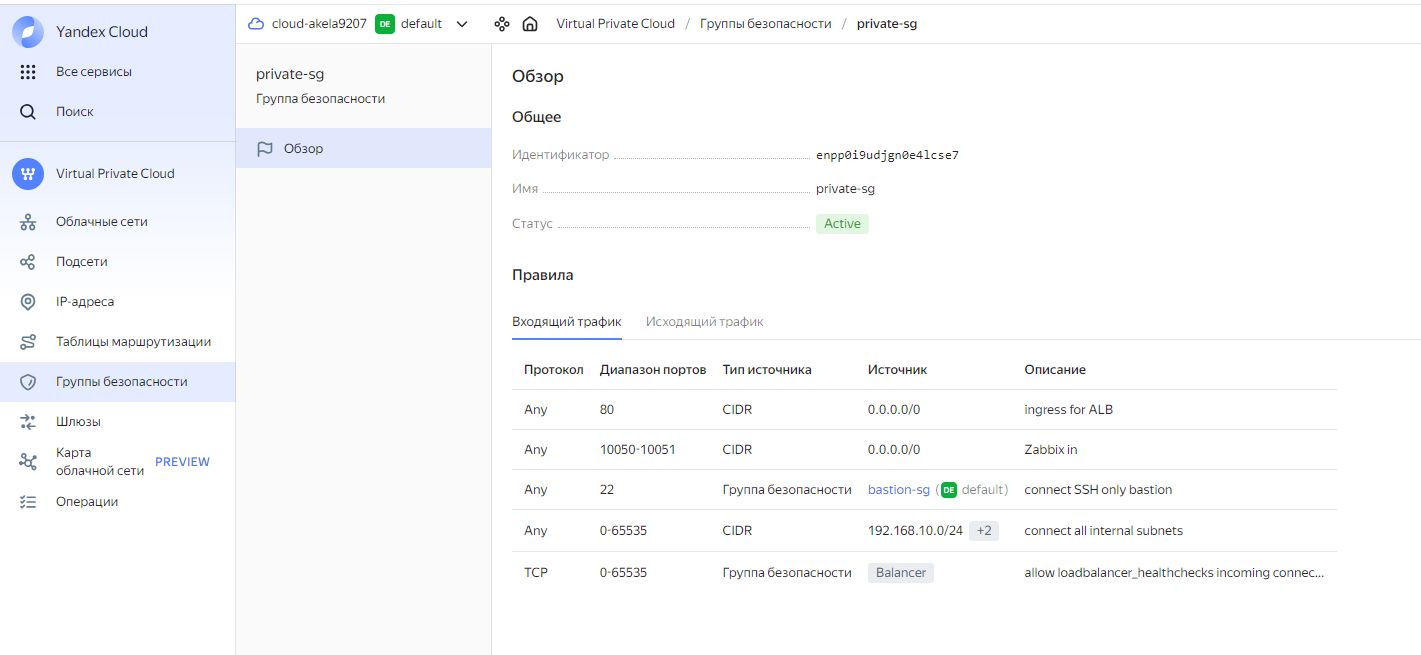 Yandex Cloud
Все сервисы
Поиск
Virtual Private Cloud
Облачные сети
Подсети
IP-адреса
Таблицы маршрутизации
Группы безопасности
Шлюзы
Карта
облачной сети PREVIEW
Операции
cloud-akela9207 DE default Virtual Private Cloud / Группы безопасности / private-sg
private-sg
Группа безопасности
Обзор
Обзор
Общее
Идентификатор enpp0i9udjgn0e4lcse7
Имя private-sg
Статус Active
Правила
Входящий трафик Исходящий трафик
Протокол Диапазон портов Тип источника Источник Описание
Any 80 CIDR 0.0.0.0/0 ingress for ALB
Any 10050-10051 CIDR 0.0.0.0/0 Zabbix in
Any 22 Группа безопасности bastion-sg (DE default) connect SSH only bastion
Any 0-65535 CIDR 192.168.10.0/24 +2 connect all internal subnets
TCP 0-65535 Группа безопасности Balancer allow loadbalancer_healthchecks incoming connec...